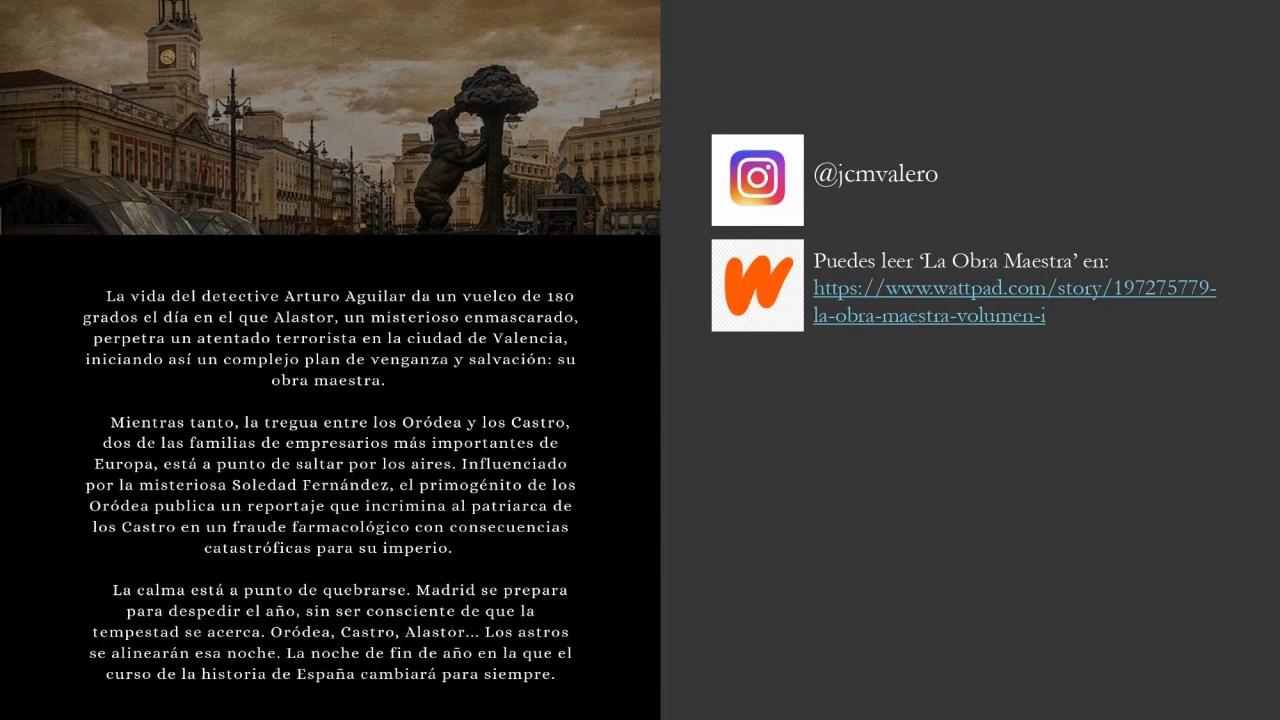 La vida del detective Arturo Aguilar da un vuelco de 180
grados el día en el que Alastor, un misterioso enmascarado,
perpetra un atentado terrorista en la ciudad de Valencia,
iniciando así un complejo plan de venganza y salvación: su
obra maestra.
Mientras tanto, la tregua entre los Oródea y los Castro,
dos de las familias de empresarios más importantes de
Europa, está a punto de saltar por los aires. Influenciado
por la misteriosa Soledad Fernández, el primogénito de los
Oródea publica un reportaje que incrimina al patriarca de
los Castro en un fraude farmacológico con consecuencias
catastróficas para su imperio.
La calma está a punto de quebrarse. Madrid se prepara
para despedir el año, sin ser consciente de que la
tempestad se acerca. Oródea, Castro, Alastor... Los astros
se alinearán esa noche. La noche de fin de año en la que el
curso de la historia de España cambiará para siempre.
@jcmvalero
Puedes leer ‘La Obra Maestra’ en:
https://www.wattpad.com/story/197275779-
la-obra-maestra-volumen-i